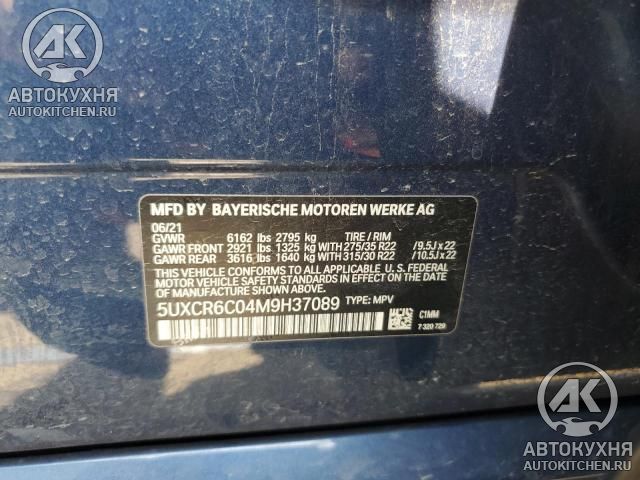 АК
АВТОКУХНЯ
AUTOKITCHEN.RU
MFD BY BAYERISCHE MOTOREN WERKE AG
06/21
GVWR 6162 lbs 2795 kg TIRE / RIM
GAWR FRONT 2921 lbs 1325 kg WITH 275/35 R22 /9.5J x 22
GAWR REAR 3616 lbs 1640 kg WITH 315/30 R22 /10.5J x 22
THIS VEHICLE CONFORMS TO ALL APPLICABLE U.S. FEDERAL
MOTOR VEHICLE SAFETY STANDARDS IN EFFECT ON THE
DATE OF MANUFACTURE SHOWN ABOVE.
5UXCR6C04M9H37089 TYPE: MPV
C1MM
7 320 729
АК
АВТОКУХНЯ
AUTOKITCHEN.RU